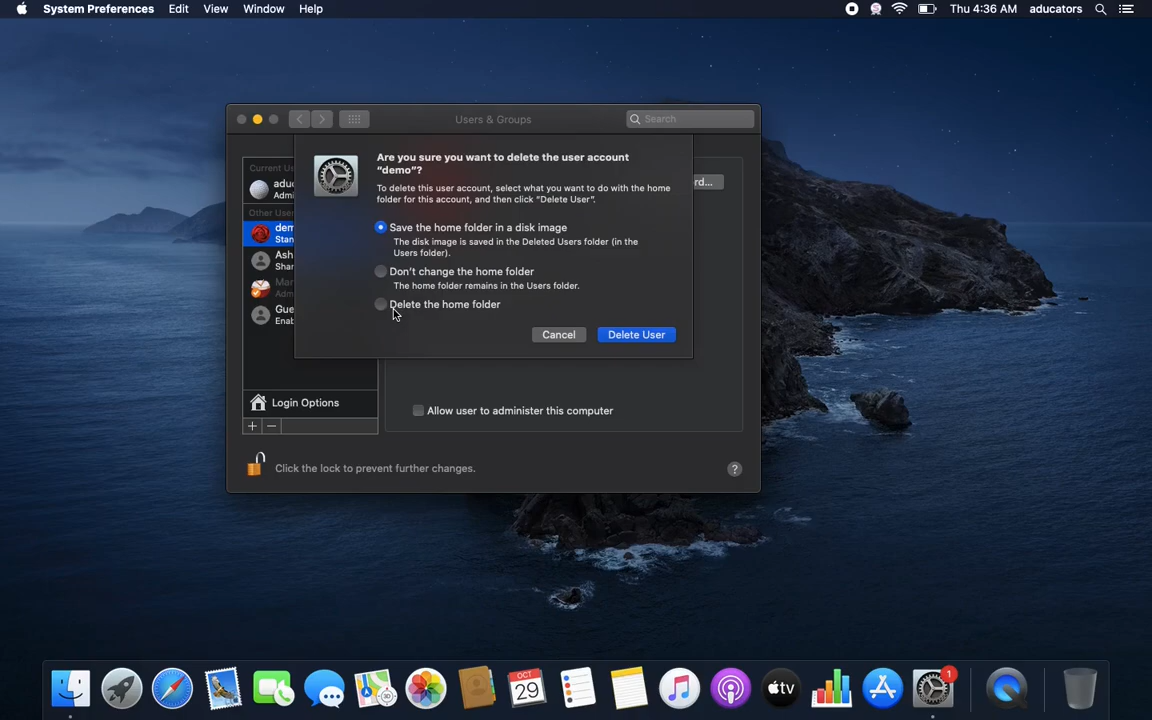 System Preferences Edit View Window Help
Thu 4:36 AM aducators
Users & Groups
Search
Current Us
aduc
Admi
Other User
dem
Stan
Ash
Shar
Mar
Adm
Gue
Enab
Login Options
+ −
rd...
Are you sure you want to delete the user account
“demo”?
To delete this user account, select what you want to do with the home
folder for this account, and then click “Delete User”.
Save the home folder in a disk image
The disk image is saved in the Deleted Users folder (in the
Users folder).
Don’t change the home folder
The home folder remains in the Users folder.
Delete the home folder
Cancel Delete User
Allow user to administer this computer
Click the lock to prevent further changes.
?
OCT
29
tv
1